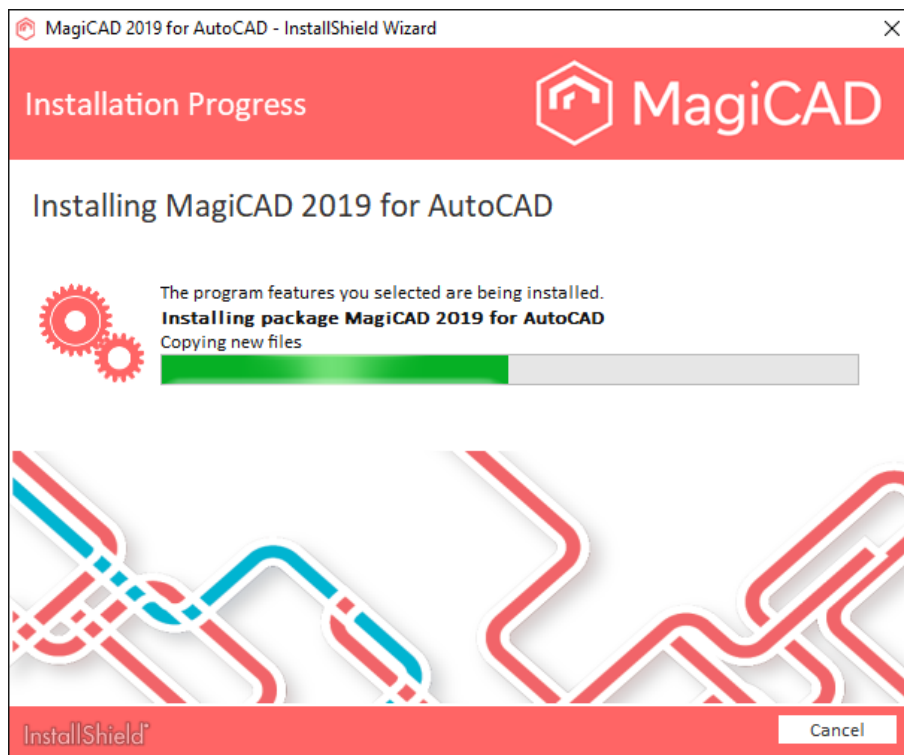 MagiCAD 2019 for AutoCAD - InstallShield Wizard
Installation Progress
MagiCAD
Installing MagiCAD 2019 for AutoCAD
The program features you selected are being installed.
Installing package MagiCAD 2019 for AutoCAD
Copying new files
InstallShield
Cancel